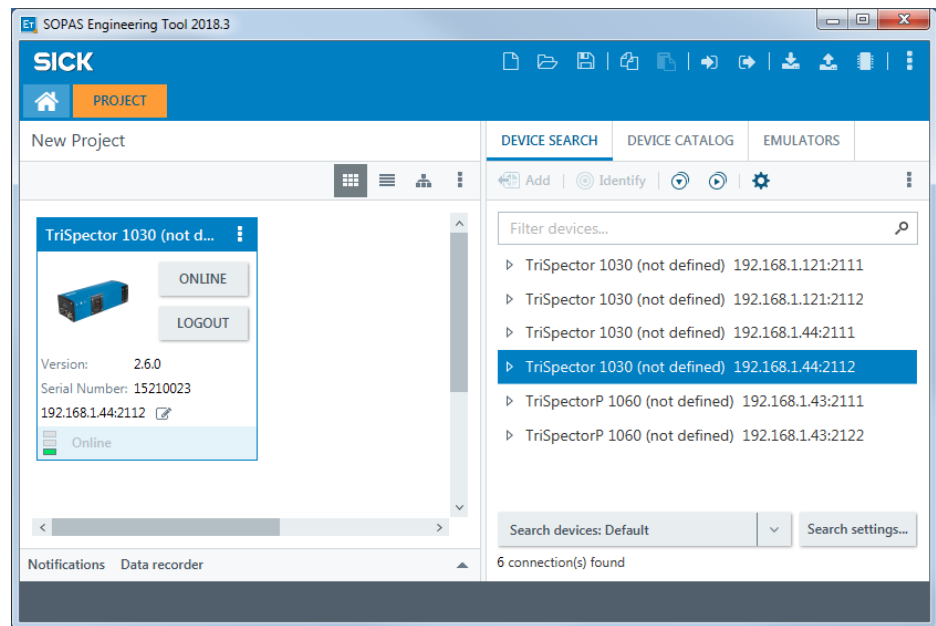 ET SOPAS Engineering Tool 2018.3
SICK
PROJECT
New Project
TriSpector 1030 (not d...
ONLINE
LOGOUT
Version: 2.6.0
Serial Number: 15210023
192.168.1.44:2112
Online
Notifications Data recorder
DEVICE SEARCH DEVICE CATALOG EMULATORS
Add Identify
Filter devices...
TriSpector 1030 (not defined) 192.168.1.121:2111
TriSpector 1030 (not defined) 192.168.1.121:2112
TriSpector 1030 (not defined) 192.168.1.44:2111
TriSpector 1030 (not defined) 192.168.1.44:2112
TriSpectorP 1060 (not defined) 192.168.1.43:2111
TriSpectorP 1060 (not defined) 192.168.1.43:2122
Search devices: Default
Search settings...
6 connection(s) found